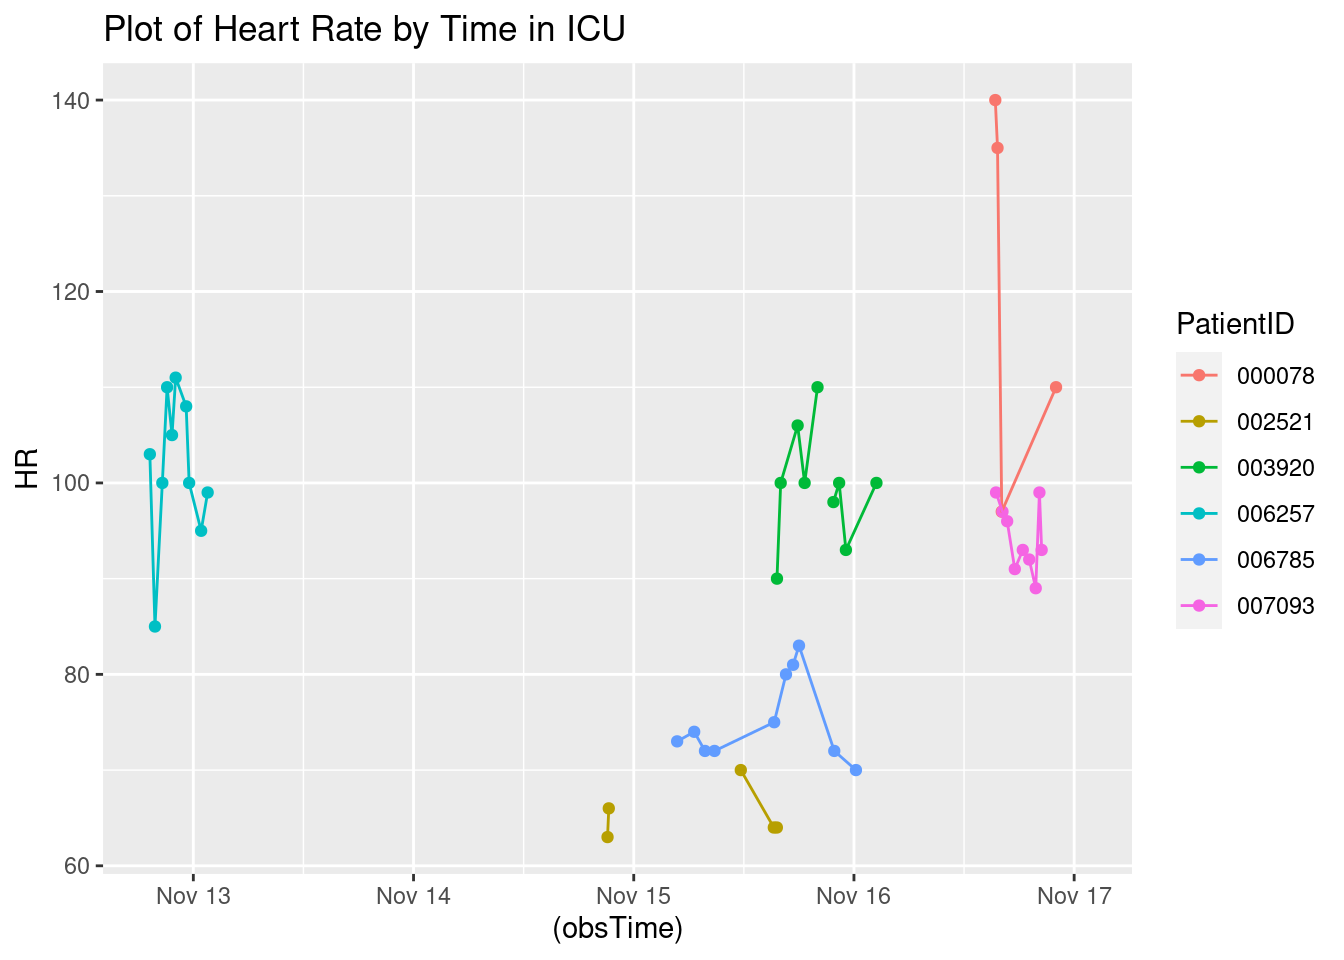 Plot of Heart Rate by Time in ICU
140
120
100
80
60
HR
Nov 13 Nov 14 Nov 15 Nov 16 Nov 17
(obsTime)
PatientID
000078
002521
003920
006257
006785
007093